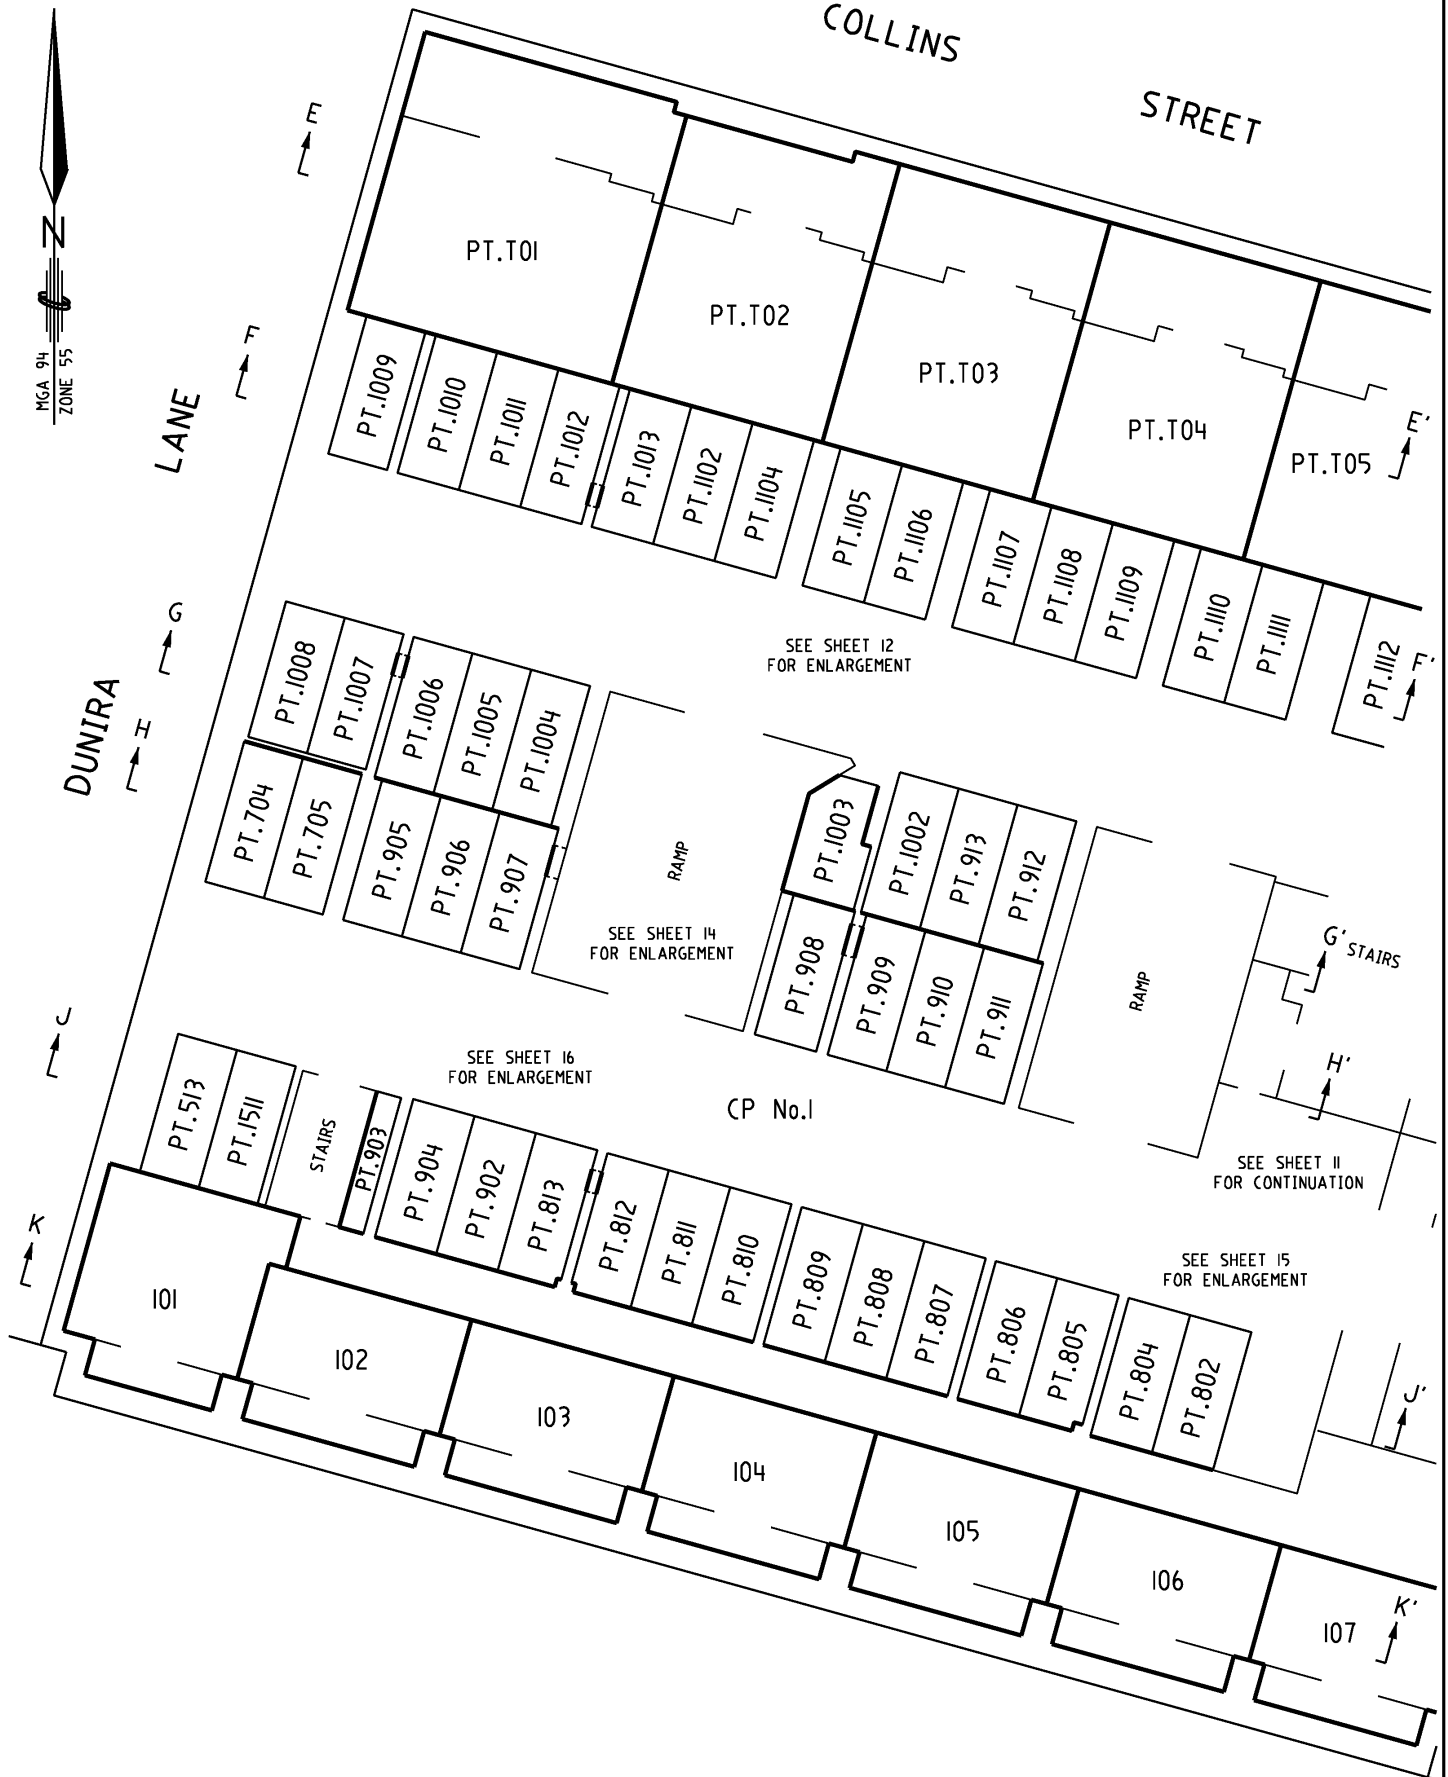 COLLINS STREET
N
MGA 94
ZONE 55
E
F
LANE
DUNIRA
G
H
J
K
PT.T01
PT.T02
PT.T03
PT.T04
PT.T05
E'
PT.1009
PT.1010
PT.1011
PT.1012
PT.1013
PT.1102
PT.1104
PT.1105
PT.1106
PT.1107
PT.1108
PT.1109
PT.1110
PT.1111
PT.1112
F'
SEE SHEET 12
FOR ENLARGEMENT
PT.1008
PT.1007
PT.1006
PT.1005
PT.1004
PT.704
PT.705
PT.905
PT.906
PT.907
RAMP
SEE SHEET 14
FOR ENLARGEMENT
PT.1003
PT.1002
PT.913
PT.912
PT.908
PT.909
PT.910
PT.911
RAMP
G'
STAIRS
H'
SEE SHEET 16
FOR ENLARGEMENT
CP No.1
SEE SHEET 11
FOR CONTINUATION
PT.513
PT.1511
STAIRS
PT.903
PT.904
PT.902
PT.813
PT.812
PT.811
PT.810
PT.809
PT.808
PT.807
PT.806
PT.805
PT.804
PT.802
SEE SHEET 15
FOR ENLARGEMENT
J'
101
102
103
104
105
106
107
K'